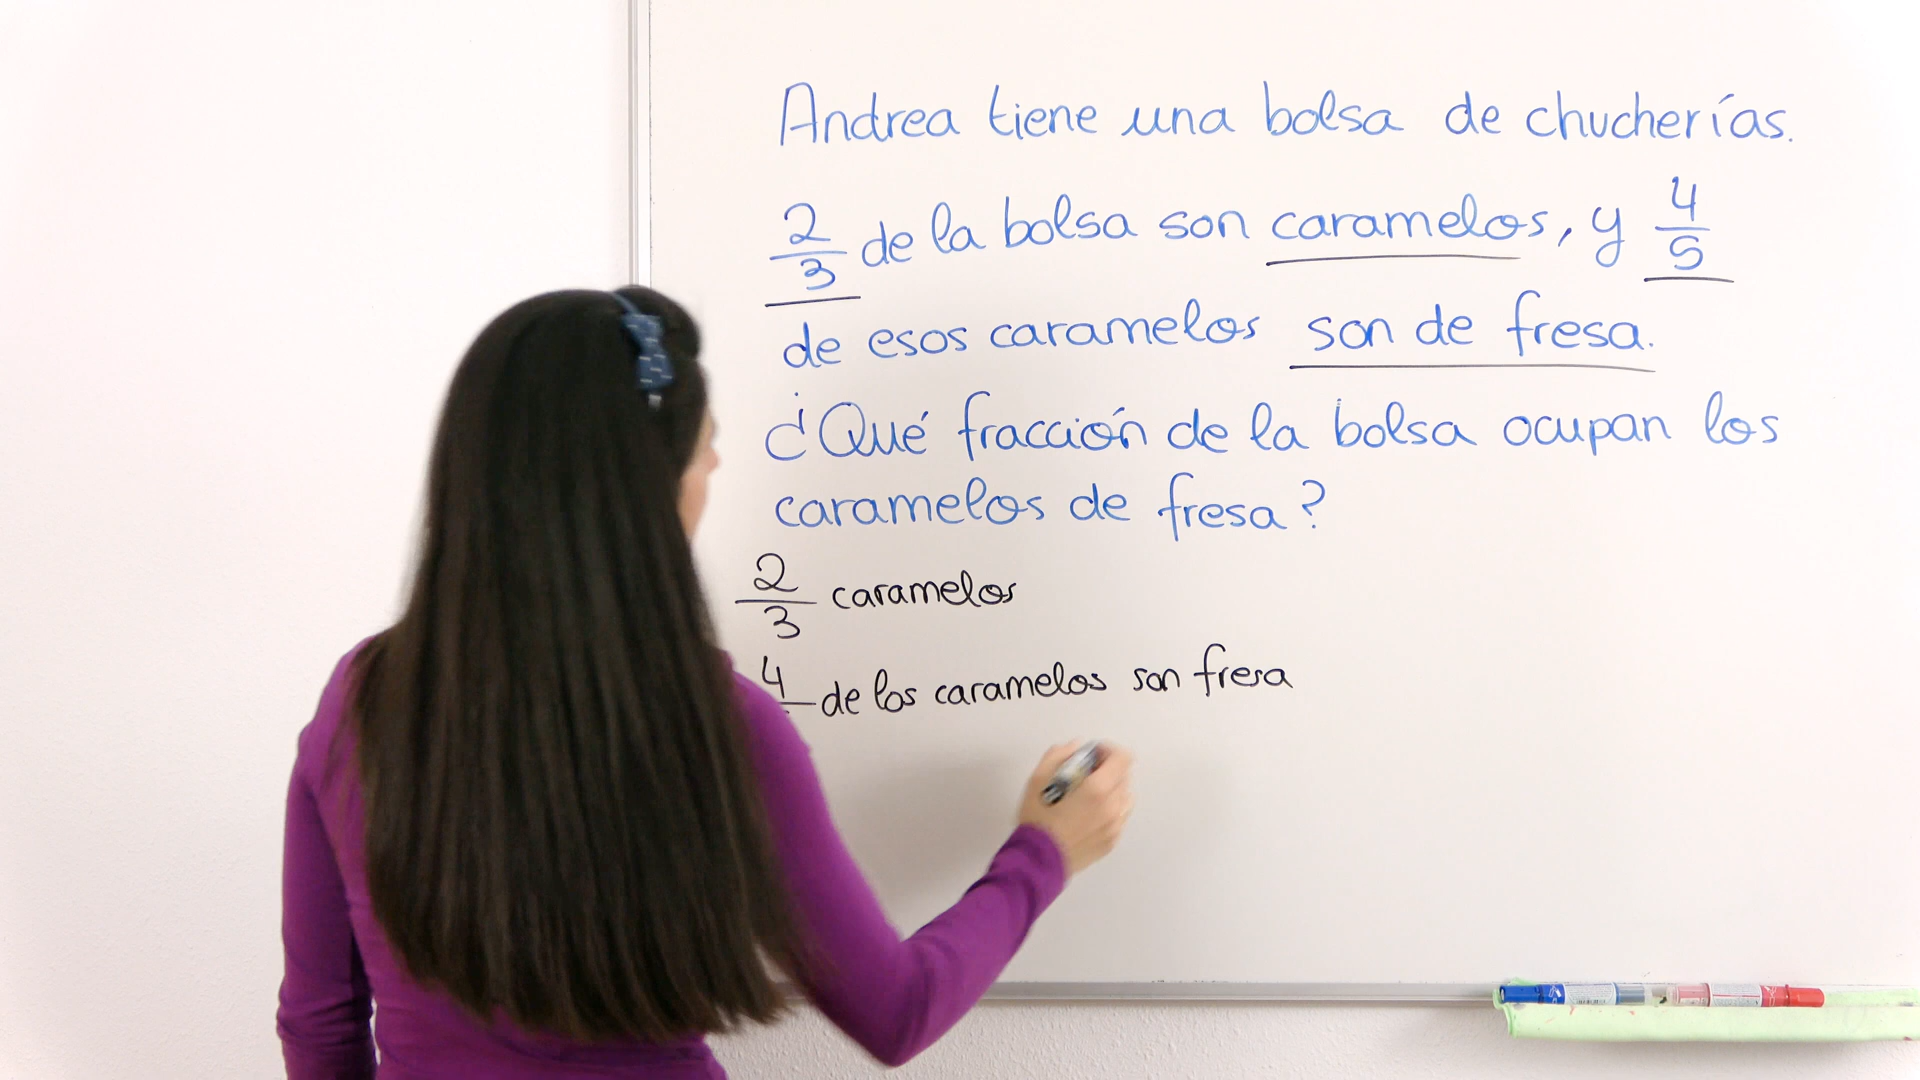 Andrea tiene una bolsa de chucherías.
2/3 de la bolsa son caramelos, y 4/5
de esos caramelos son de fresa.
¿Qué fracción de la bolsa ocupan los
caramelos de fresa?
2/3 caramelos
4/ de los caramelos son fresa